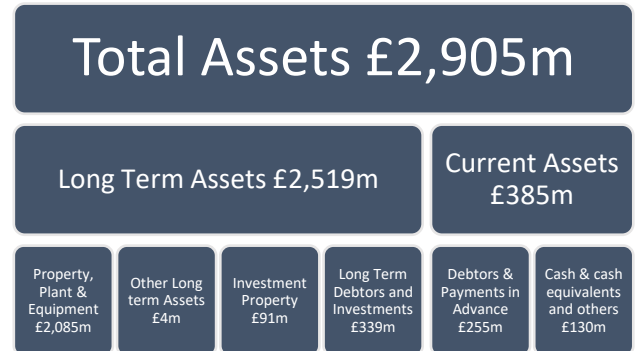 Total Assets £2,905m
Long Term Assets £2,519m
Current Assets
£385m
Property,
Plant &
Equipment
£2,085m
Other Long
term Assets
£4m
Investment
Property
£91m
Long Term
Debtors and
Investments
£339m
Debtors &
Payments in
Advance
£255m
Cash & cash
equivalents
and others
£130m